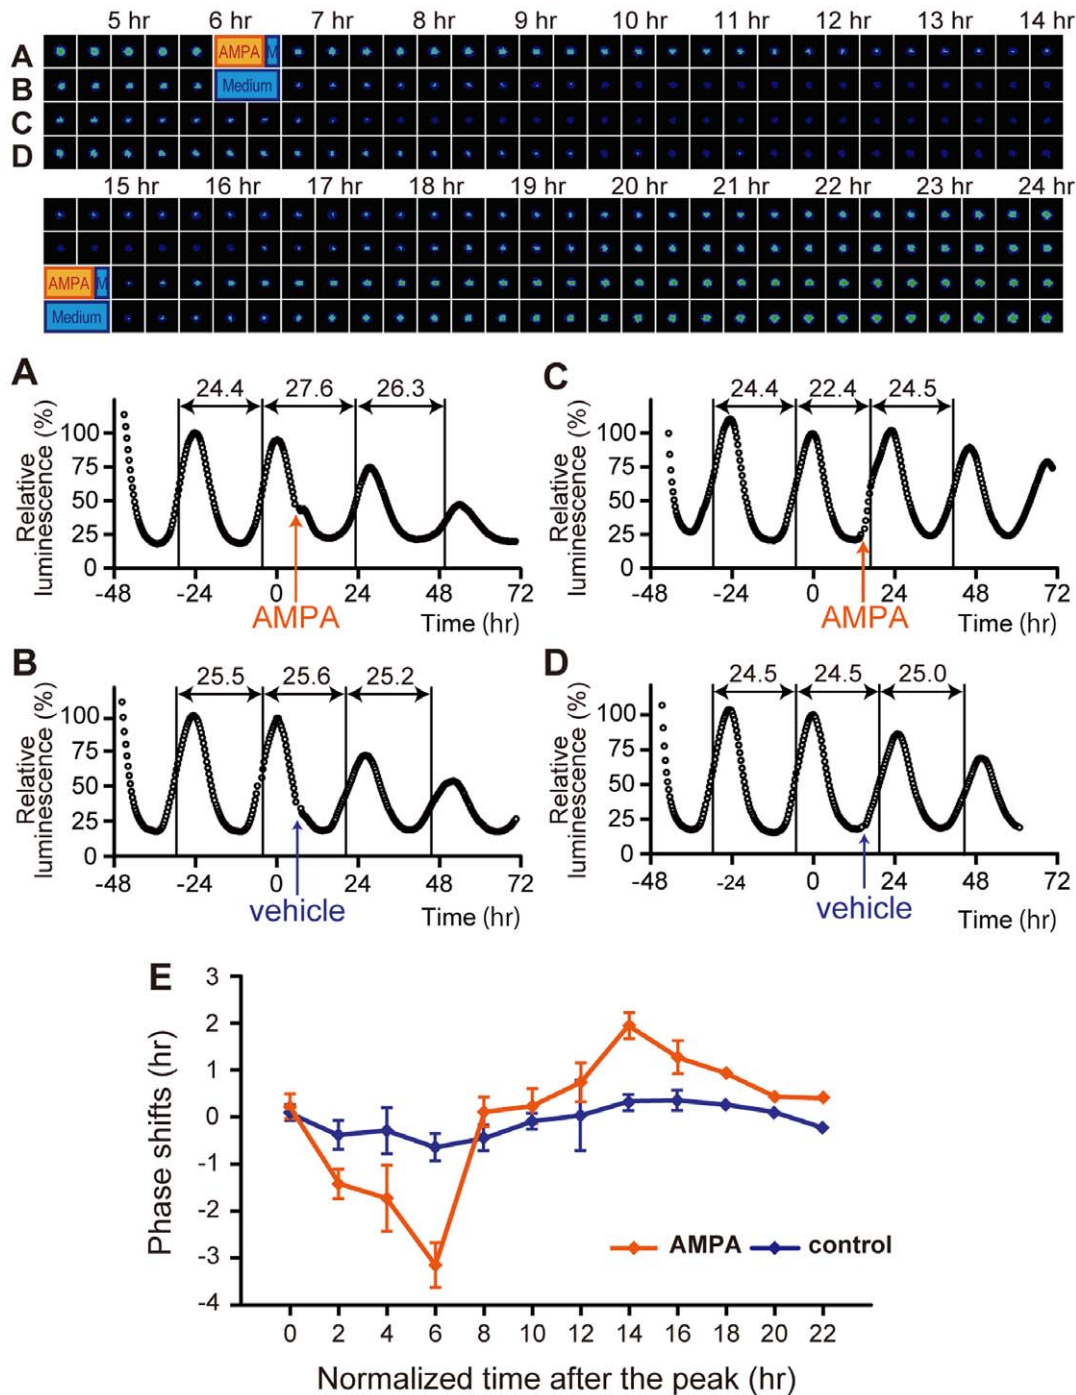 5 hr 6 hr 7 hr 8 hr 9 hr 10 hr 11 hr 12 hr 13 hr 14 hr
A AMPA M
B Medium
C
D
15 hr 16 hr 17 hr 18 hr 19 hr 20 hr 21 hr 22 hr 23 hr 24 hr
AMPA M
Medium
A
24.4 27.6 26.3
Relative luminescence (%)
100
75
50
25
0
-48 -24 0 24 48 72
AMPA Time (hr)
C
24.4 22.4 24.5
Relative luminescence (%)
100
75
50
25
0
-48 -24 0 24 48 72
AMPA Time (hr)
B
25.5 25.6 25.2
Relative luminescence (%)
100
75
50
25
0
-48 -24 0 24 48 72
vehicle Time (hr)
D
24.5 24.5 25.0
Relative luminescence (%)
100
75
50
25
0
-48 -24 0 24 48 72
vehicle Time (hr)
E
Phase shifts (hr)
3
2
1
0
-1
-2
-3
-4
AMPA control
0 2 4 6 8 10 12 14 16 18 20 22
Normalized time after the peak (hr)